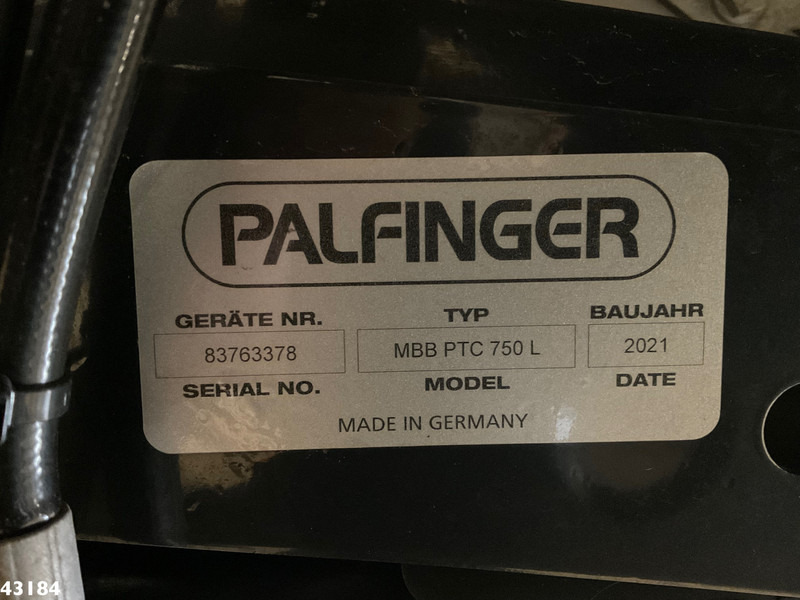 PALFINGER
GERÄTE NR. TYP BAUJAHR
83763378 MBB PTC 750 L 2021
SERIAL NO. MODEL DATE
MADE IN GERMANY
43184